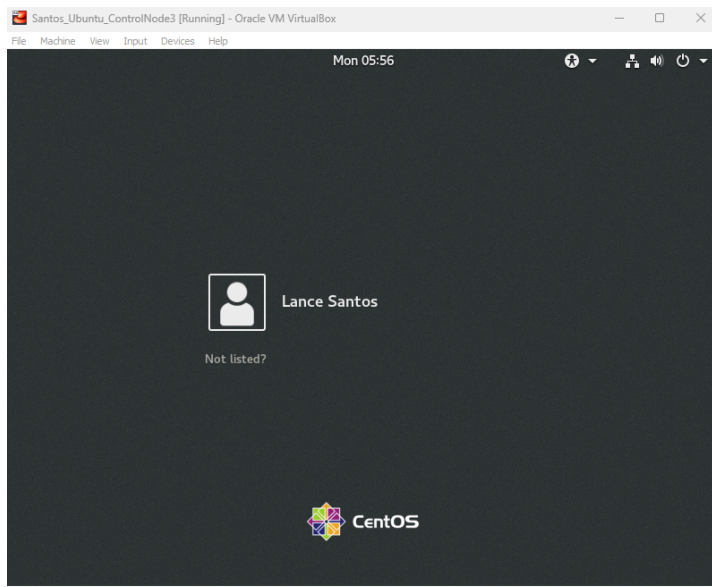 Santos_Ubuntu_ControlNode3 [Running] - Oracle VM VirtualBox
File Machine View Input Devices Help
Mon 05:56
Lance Santos
Not listed?
CentOS